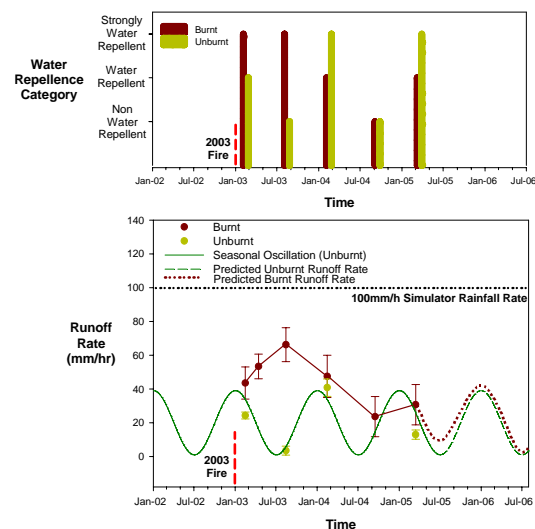 Strongly
Water
Repellent
Burnt
Unburnt
Water
Repellence
Category
Water
Repellent
Non
Water
Repellent
2003
Fire
Jan-02 Jul-02 Jan-03 Jul-03 Jan-04 Jul-04 Jan-05 Jul-05 Jan-06 Jul-06
Time
140
120
100
80
60
40
20
0
Burnt
Unburnt
Seasonal Oscillation (Unburnt)
Predicted Unburnt Runoff Rate
Predicted Burnt Runoff Rate
100mm/h Simulator Rainfall Rate
Runoff
Rate
(mm/hr)
2003
Fire
Jan-02 Jul-02 Jan-03 Jul-03 Jan-04 Jul-04 Jan-05 Jul-05 Jan-06 Jul-06
Time